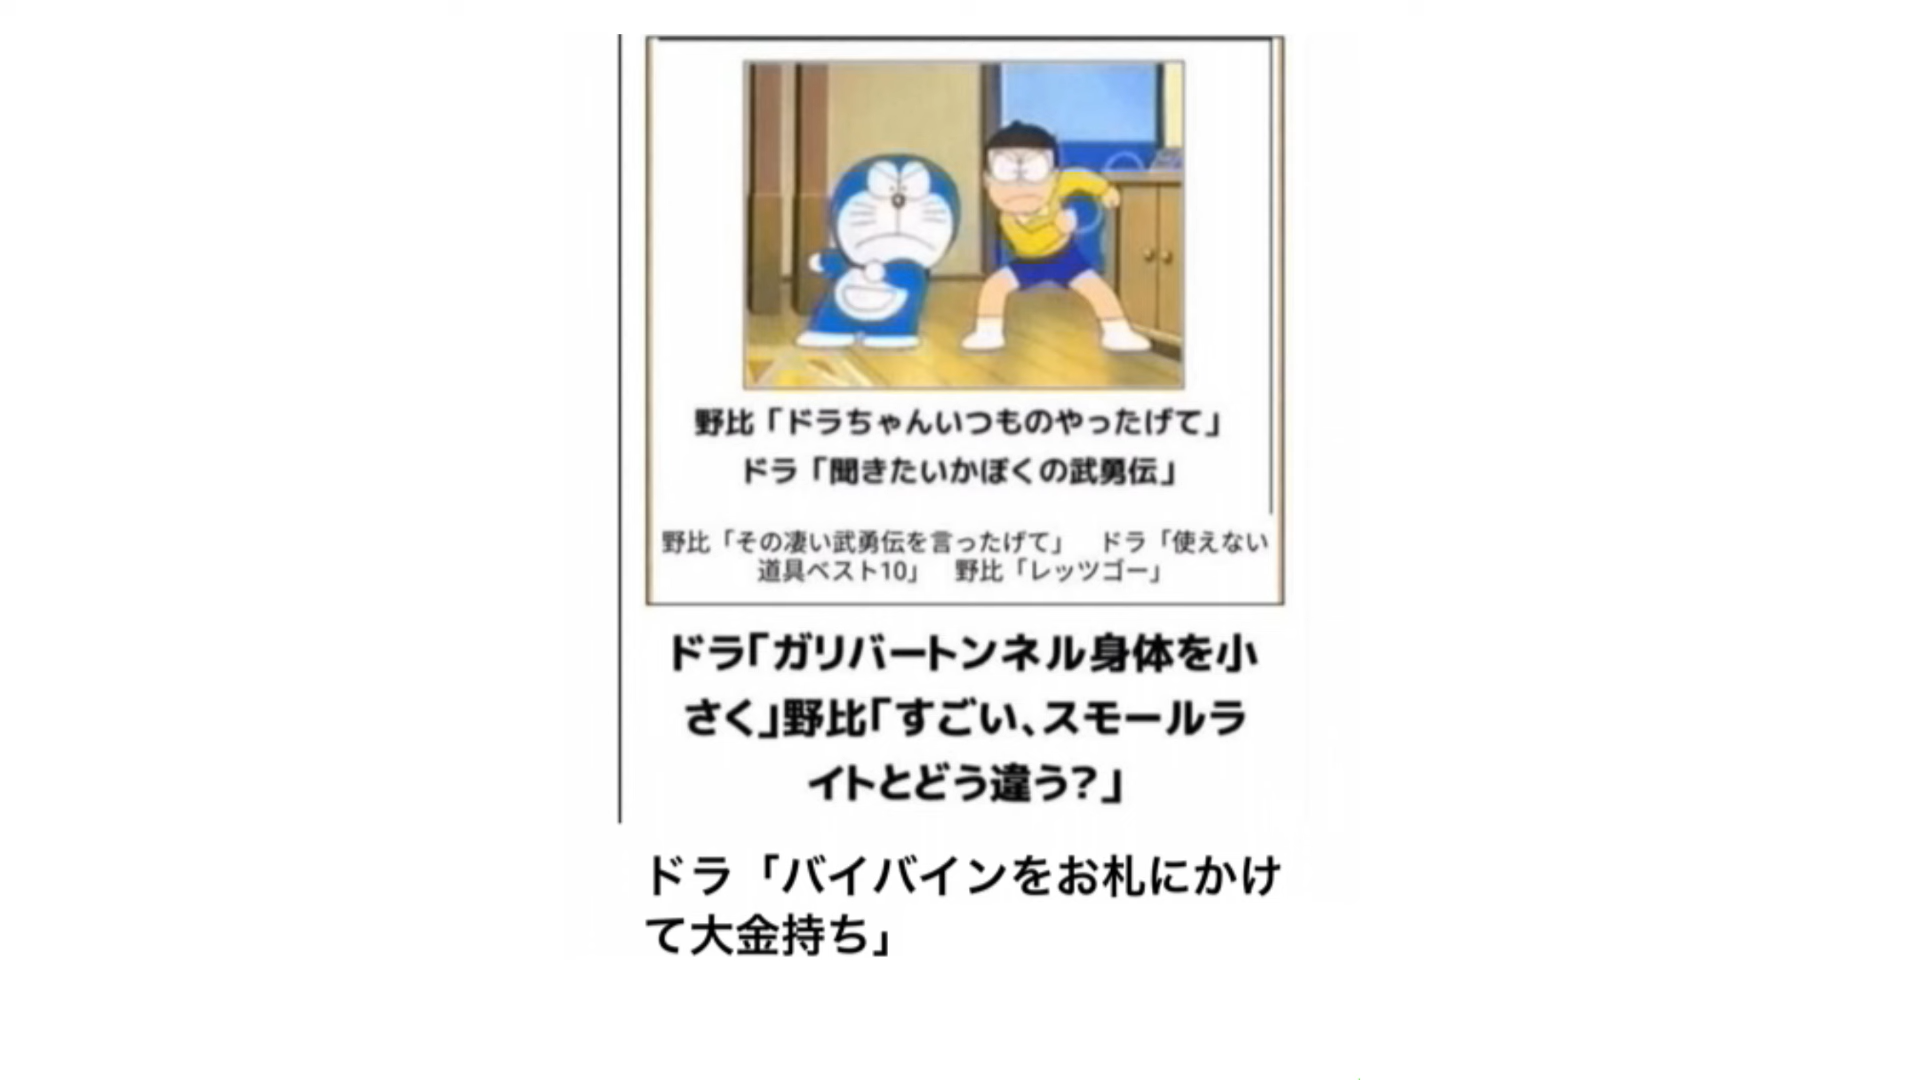 野比「ドラちゃんいつものやったげて」
ドラ「聞きたいかぼくの武勇伝」
野比「その凄い武勇伝を言ったげて」　ドラ「使えない
道具ベスト10」　野比「レッツゴー」
ドラ「ガリバートンネル身体を小
さく」野比「すごい、スモールラ
イトとどう違う?」
ドラ「バイバインをお札にかけ
て大金持ち」